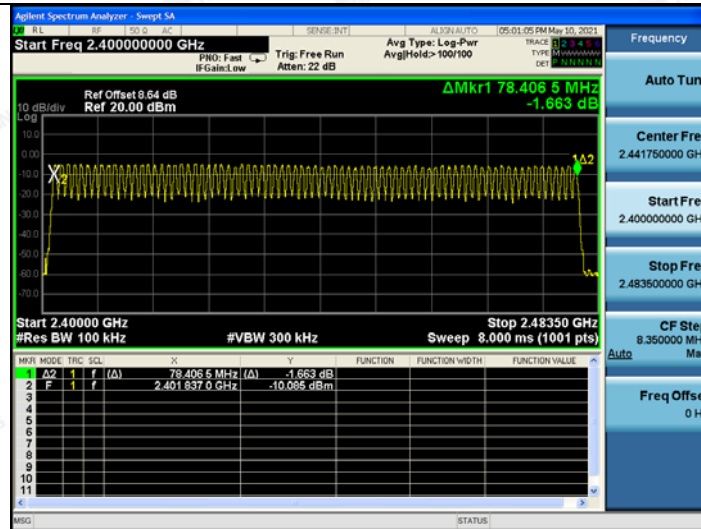 Agilent Spectrum Analyzer - Swept SA
RL RF 50 Ω AC SENSE:INT ALIGNAUTO 05:01:05 PM May 10, 2021
Start Freq 2.400000000 GHz
PNO: Fast
IFGain:Low
Trig: Free Run
Atten: 22 dB
Avg Type: Log-Pwr
Avg|Hold:> 100/100
TRACE 1 2 3 4 5 6
TYPE M
DET P N N N N N
ΔMkr1 78.406 5 MHz
-1.663 dB
Ref Offset 8.64 dB
Ref 20.00 dBm
10 dB/div
Log
10.0
0.00
-10.0
-20.0
-30.0
-40.0
-50.0
-60.0
-70.0
X2
1Δ2
Start 2.40000 GHz Stop 2.48350 GHz
#Res BW 100 kHz #VBW 300 kHz Sweep 8.000 ms (1001 pts)
MKR MODE TRC SCL X Y FUNCTION FUNCTION WIDTH FUNCTION VALUE
1 Δ2 1 f (Δ) 78.406 5 MHz (Δ) -1.663 dB
2 F 1 f 2.401 837 0 GHz -10.085 dBm
3
4
5
6
7
8
9
10
11
MSG STATUS
Frequency
Auto Tun
Center Fre
2.441750000 GH
Start Fre
2.400000000 GH
Stop Fre
2.483500000 GH
CF Ste
8.350000 MH
Auto Ma
Freq Offse
0 H